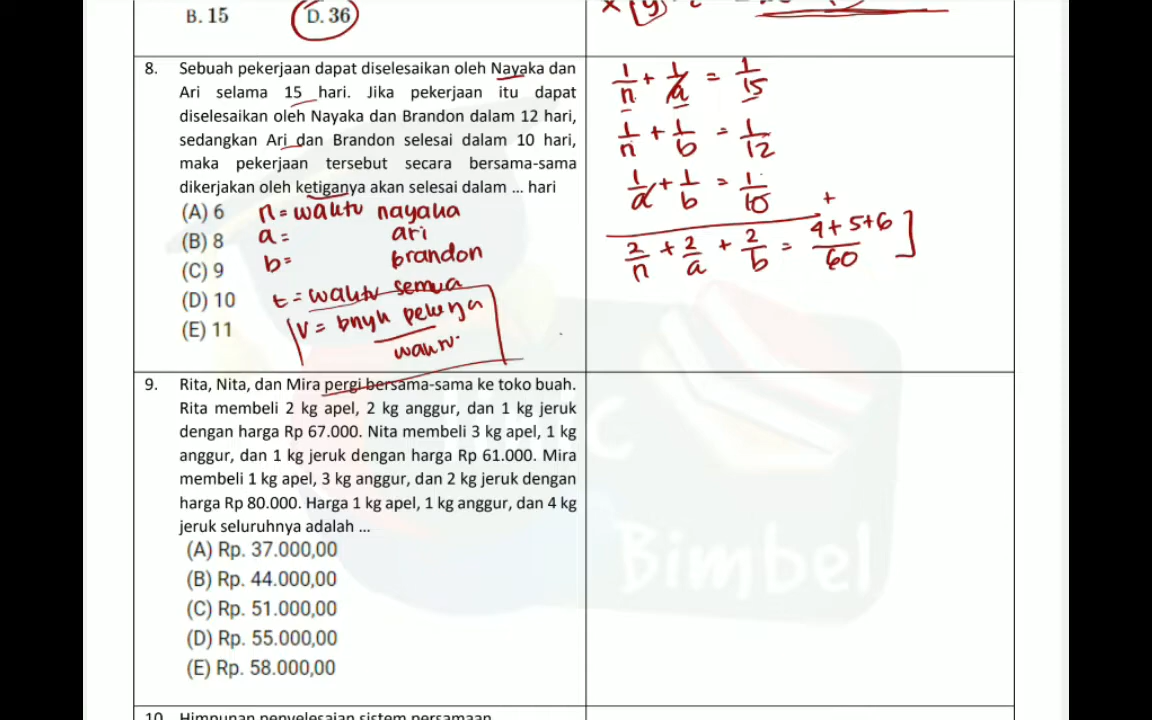 B. 15
D. 36
8. Sebuah pekerjaan dapat diselesaikan oleh Nayaka dan
Ari selama 15 hari. Jika pekerjaan itu dapat
diselesaikan oleh Nayaka dan Brandon dalam 12 hari,
sedangkan Ari dan Brandon selesai dalam 10 hari,
maka pekerjaan tersebut secara bersama-sama
dikerjakan oleh ketiganya akan selesai dalam ... hari
(A) 6
(B) 8
(C) 9
(D) 10
(E) 11
n = waktu nayaka
a = ari
b = brandon
t = waktu semua
V = bnyk pekerja
waktu
1/n + 1/a = 1/15
1/n + 1/b = 1/12
1/a + 1/b = 1/10
+
2/n + 2/a + 2/b = 4+5+6/60
9. Rita, Nita, dan Mira pergi bersama-sama ke toko buah.
Rita membeli 2 kg apel, 2 kg anggur, dan 1 kg jeruk
dengan harga Rp 67.000. Nita membeli 3 kg apel, 1 kg
anggur, dan 1 kg jeruk dengan harga Rp 61.000. Mira
membeli 1 kg apel, 3 kg anggur, dan 2 kg jeruk dengan
harga Rp 80.000. Harga 1 kg apel, 1 kg anggur, dan 4 kg
jeruk seluruhnya adalah ...
(A) Rp. 37.000,00
(B) Rp. 44.000,00
(C) Rp. 51.000,00
(D) Rp. 55.000,00
(E) Rp. 58.000,00
Bimbel
10. Himpunan penyelesaian sistem persamaan